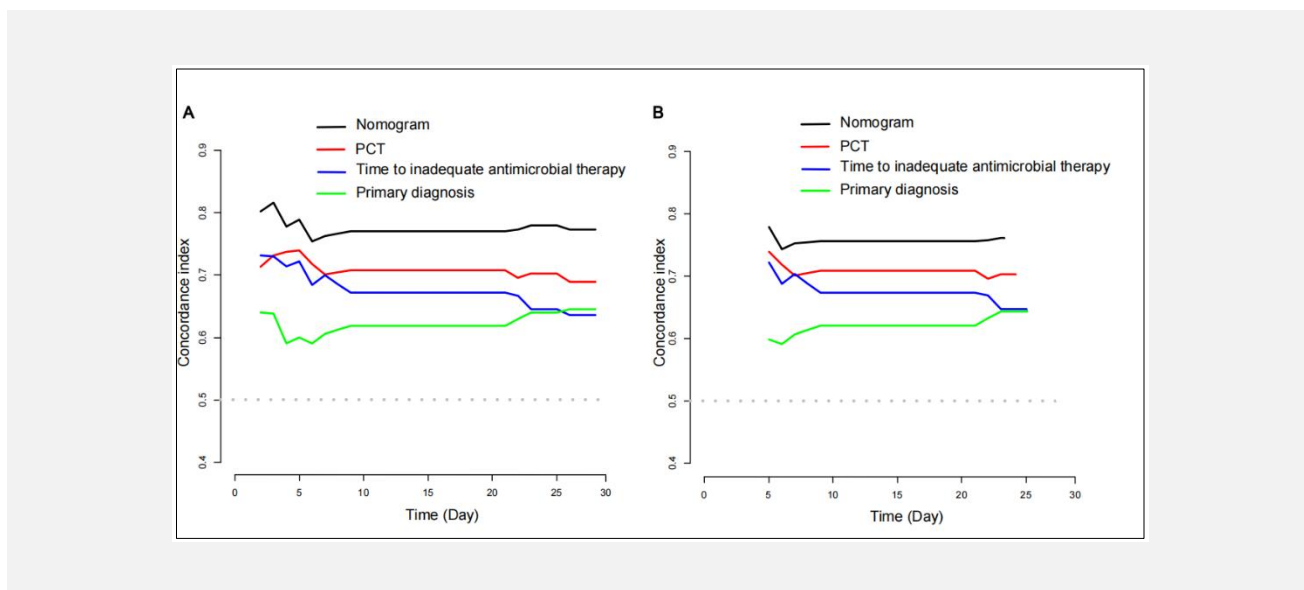 A
Nomogram
PCT
Time to inadequate antimicrobial therapy
Primary diagnosis
Concordance index
0.9
0.8
0.7
0.6
0.5
0.4
0 5 10 15 20 25 30
Time (Day)
B
Nomogram
PCT
Time to inadequate antimicrobial therapy
Primary diagnosis
Concordance index
0.9
0.8
0.7
0.6
0.5
0.4
0 5 10 15 20 25 30
Time (Day)